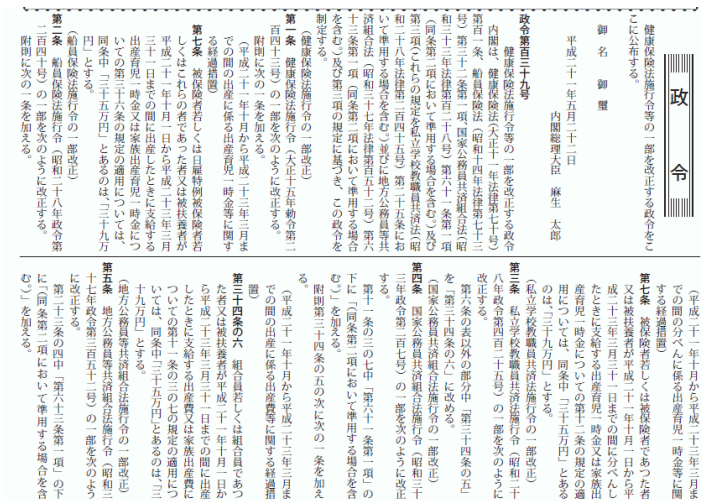 政令
健康保険法施行令等の一部を改正する政令をこ
こに公布する。
御名御璽
平成二十一年五月二十二日
内閣総理大臣 麻生 太郎
政令第百三十九号
健康保険法施行令等の一部を改正する政令
内閣は、健康保険法(大正十一年法律第七十号)
第百一条、船員保険法(昭和十四年法律第七十三
号)第三十二条第一項、国家公務員共済組合法(昭
和三十三年法律第百二十八号)第六十一条第一項
(同条第二項において準用する場合を含む。)及び
第三項(これらの規定を私立学校教職員共済法(昭
和二十八年法律第二百四十五号)第二十五条にお
いて準用する場合を含む。)並びに地方公務員等共
済組合法(昭和三十七年法律第百五十二号)第六
十三条第一項(同条第二項において準用する場合
を含む。)及び第三項の規定に基づき、この政令を
制定する。
(健康保険法施行令の一部改正)
第一条 健康保険法施行令(大正十五年勅令第二
百四十三号)の一部を次のように改正する。
附則に次の一条を加える。
(平成二十一年十月から平成二十三年三月ま
での間の出産に係る出産育児一時金等に関す
る経過措置)
第七条 被保険者若しくは日雇特例被保険者若
しくはこれらの者であった者又は被扶養者が
平成二十一年十月一日から平成二十三年三月
三十一日までの間に出産したときに支給する
出産育児一時金又は家族出産育児一時金につ
いての第三十六条の規定の適用については、
同条中「三十五万円」とあるのは、「三十九万
円」とする。
(船員保険法施行令の一部改正)
第二条 船員保険法施行令(昭和二十八年政令第
二百四十号)の一部を次のように改正する。
附則に次の一条を加える。
(平成二十一年十月から平成二十三年三月ま
での間の分べんに係る出産育児一時金等に関
する経過措置)
第七条 被保険者若しくは被保険者であった者
又は被扶養者が平成二十一年十月一日から平
成二十三年三月三十一日までの間に分べんし
たときに支給する出産育児一時金又は家族出
産育児一時金についての第十二条の規定の適
用については、同条中「三十五万円」とある
のは、「三十九万円」とする。
(私立学校教職員共済法施行令の一部改正)
第三条 私立学校教職員共済法施行令(昭和二十
八年政令第四百二十五号)の一部を次のように
改正する。
第六条の表以外の部分中「第三十四条の五」
を「第三十四条の六」に改める。
(国家公務員共済組合法施行令の一部改正)
第四条 国家公務員共済組合法施行令(昭和三十
三年政令第二百七号)の一部を次のように改正
する。
第十一条の三の七中「第六十一条第一項」の
下に「(同条第二項において準用する場合を含
む。)」を加える。
附則第三十四条の五の次に次の一条を加え
る。
(平成二十一年十月から平成二十三年三月ま
での間の出産に係る出産費等に関する経過措
置)
第三十四条の六 組合員若しくは組合員であつ
た者又は被扶養者が平成二十一年十月一日か
ら平成二十三年三月三十一日までの間に出産
したときに支給する出産費又は家族出産費に
ついての第十一条の三の七の規定の適用につ
いては、同条中「三十五万円」とあるのは、「三
十九万円」とする。
(地方公務員等共済組合法施行令の一部改正)
第五条 地方公務員等共済組合法施行令(昭和三
十七年政令第三百五十二号)の一部を次のよう
に改正する。
第二十三条の四中「第六十三条第一項」の下
に「(同条第二項において準用する場合を含
む。)」を加える。